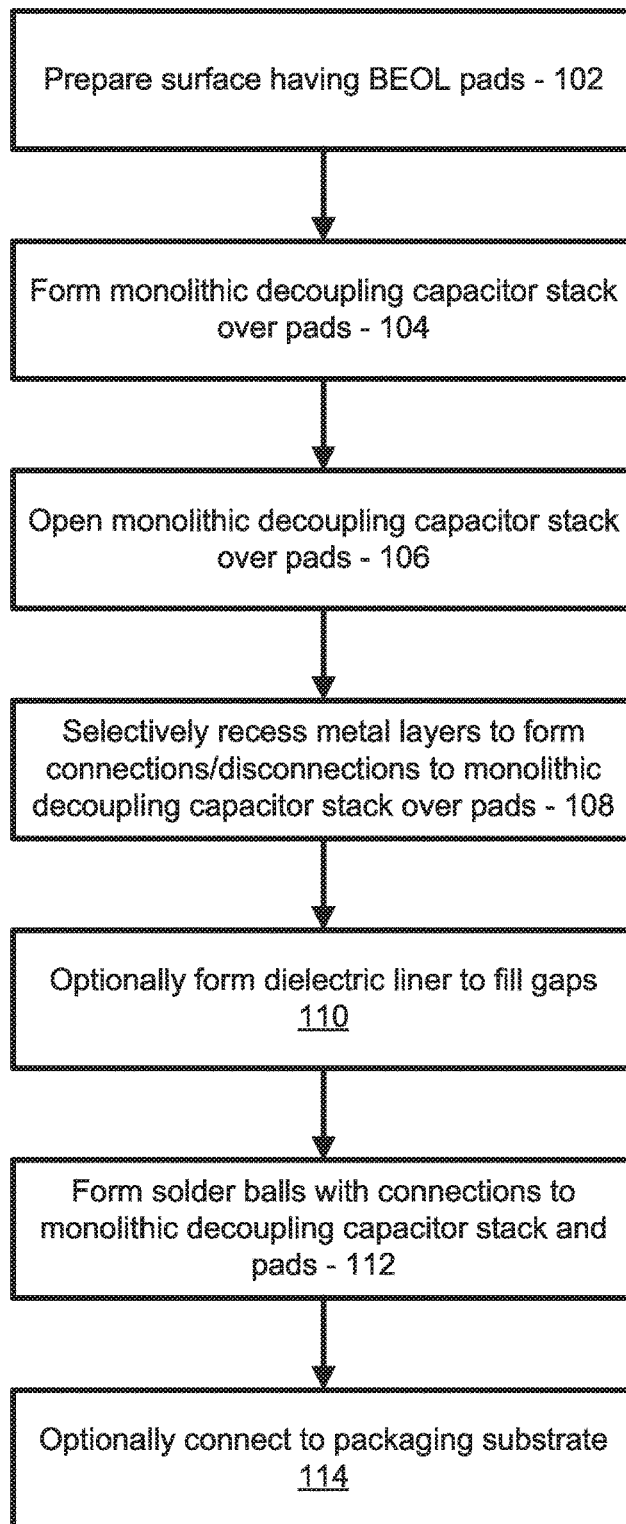 Prepare surface having BEOL pads - 102
Form monolithic decoupling capacitor stack
over pads - 104
Open monolithic decoupling capacitor stack
over pads - 106
Selectively recess metal layers to form
connections/disconnections to monolithic
decoupling capacitor stack over pads - 108
Optionally form dielectric liner to fill gaps
110
Form solder balls with connections to
monolithic decoupling capacitor stack and
pads - 112
Optionally connect to packaging substrate
114